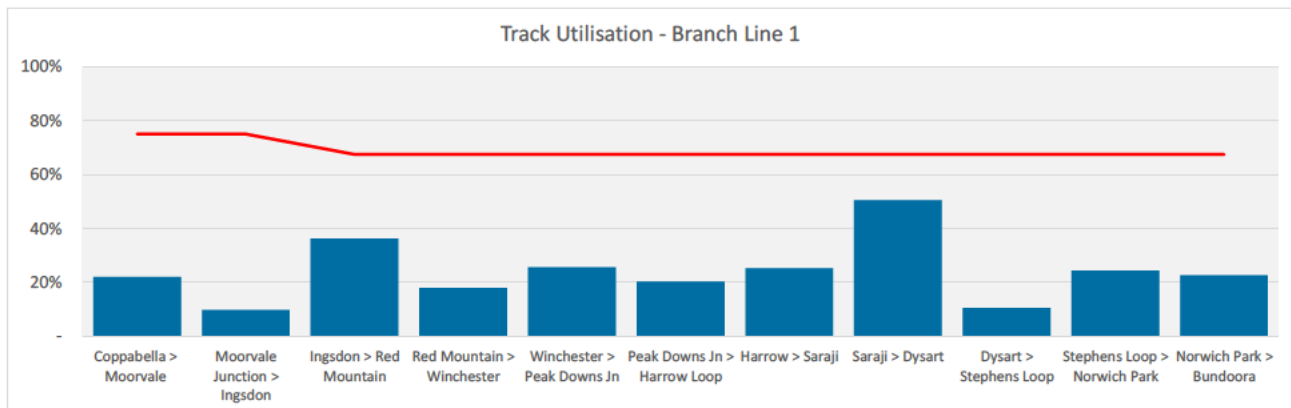 Track Utilisation - Branch Line 1
100%
80%
60%
40%
20%
-
Coppabella >
Moorvale
Moorvale
Junction >
Ingsdon
Ingsdon > Red
Mountain
Red Mountain >
Winchester
Winchester >
Peak Downs Jn
Peak Downs Jn >
Harrow Loop
Harrow > Saraji
Saraji > Dysart
Dysart >
Stephens Loop
Stephens Loop >
Norwich Park
Norwich Park >
Bundoora